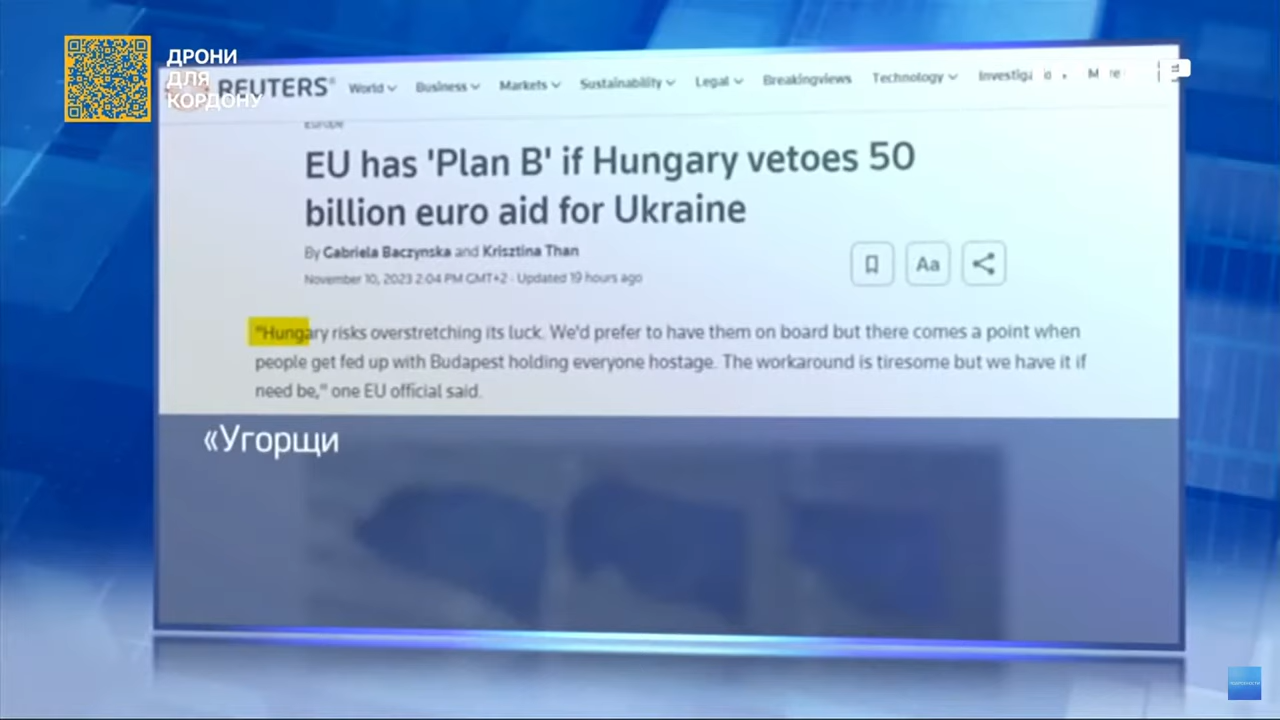 ДРОНИ
ДЛЯ
КОРДОНУ
REUTERS® World Business Markets Sustainability Legal Breakingviews Technology
Europe
EU has 'Plan B' if Hungary vetoes 50
billion euro aid for Ukraine
By Gabriela Baczynska and Krisztina Than
November 10, 2023 2:04 PM GMT+2 · Updated 19 hours ago
Aa
"Hungary risks overstretching its luck. We'd prefer to have them on board but there comes a point when
people get fed up with Budapest holding everyone hostage. The workaround is tiresome but we have it if
need be," one EU official said.
«Угорщи